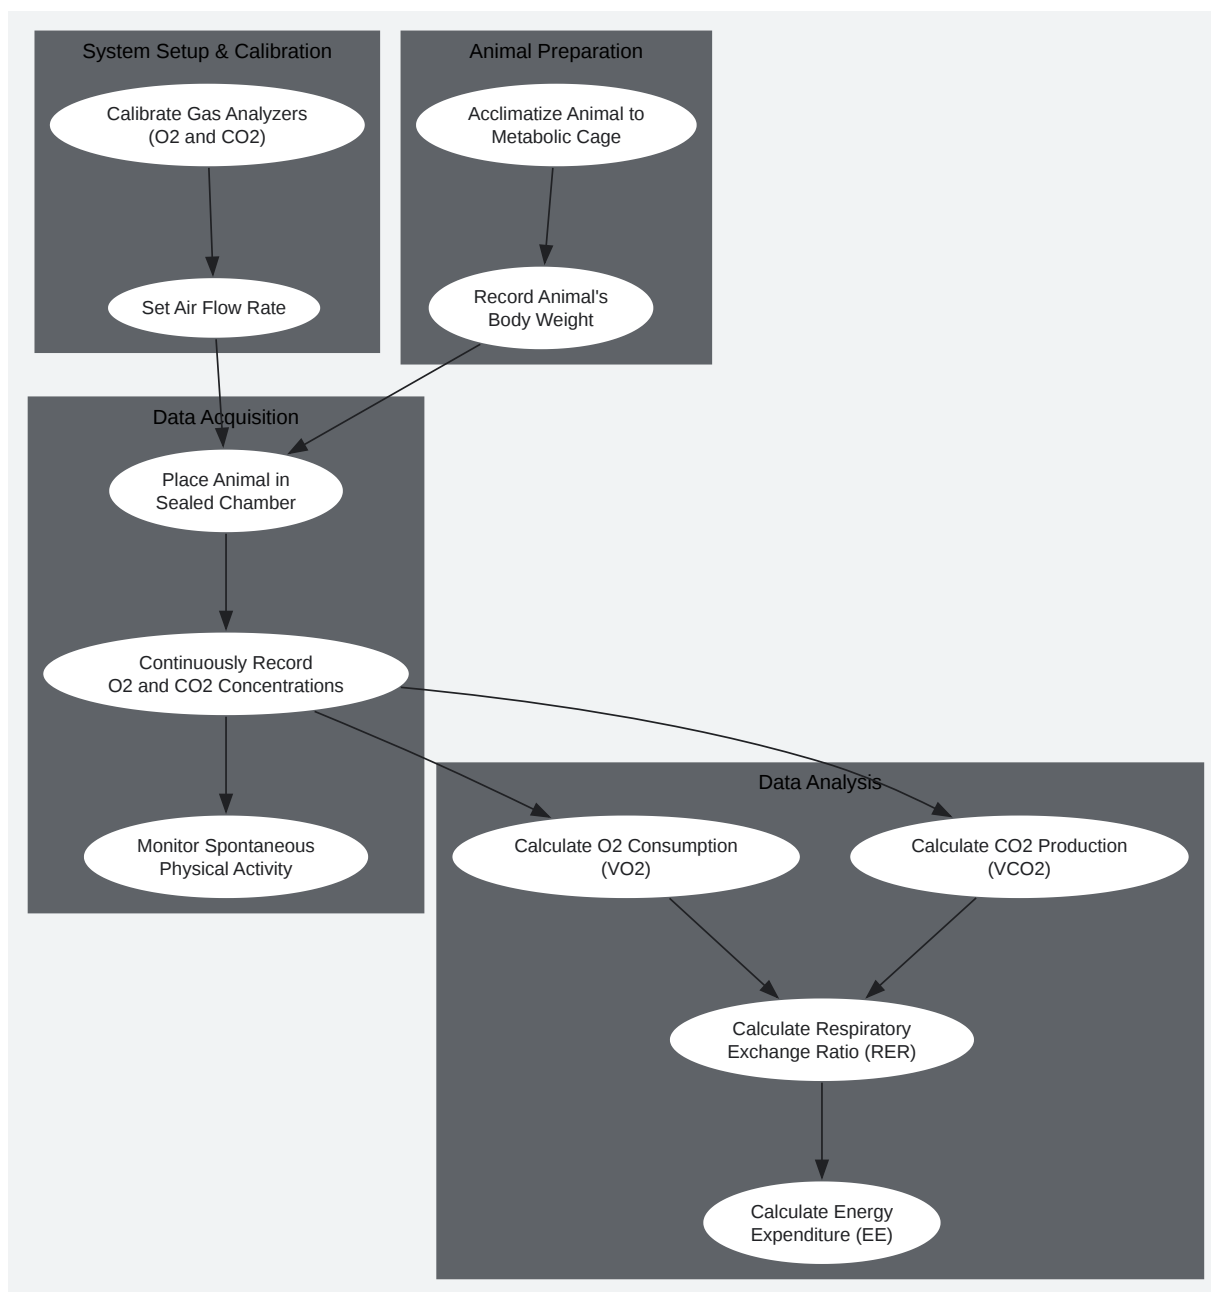 System Setup & Calibration
Calibrate Gas Analyzers
(O2 and CO2)
Set Air Flow Rate
Animal Preparation
Acclimatize Animal to
Metabolic Cage
Record Animal's
Body Weight
Data Acquisition
Place Animal in
Sealed Chamber
Continuously Record
O2 and CO2 Concentrations
Monitor Spontaneous
Physical Activity
Data Analysis
Calculate O2 Consumption
(VO2)
Calculate CO2 Production
(VCO2)
Calculate Respiratory
Exchange Ratio (RER)
Calculate Energy
Expenditure (EE)